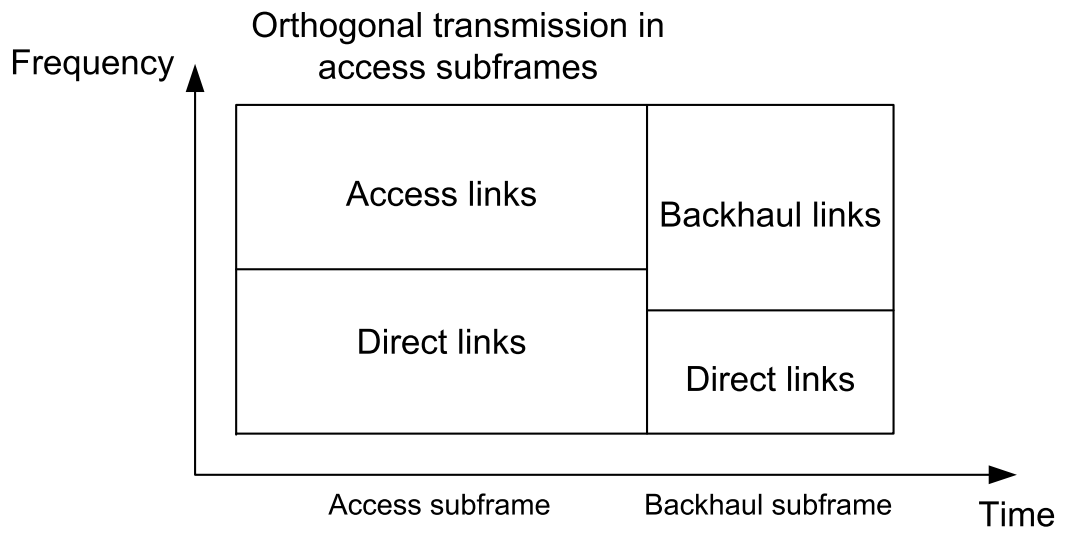 Orthogonal transmission in
access subframes
Frequency
Access links
Backhaul links
Direct links
Direct links
Access subframe
Backhaul subframe
Time